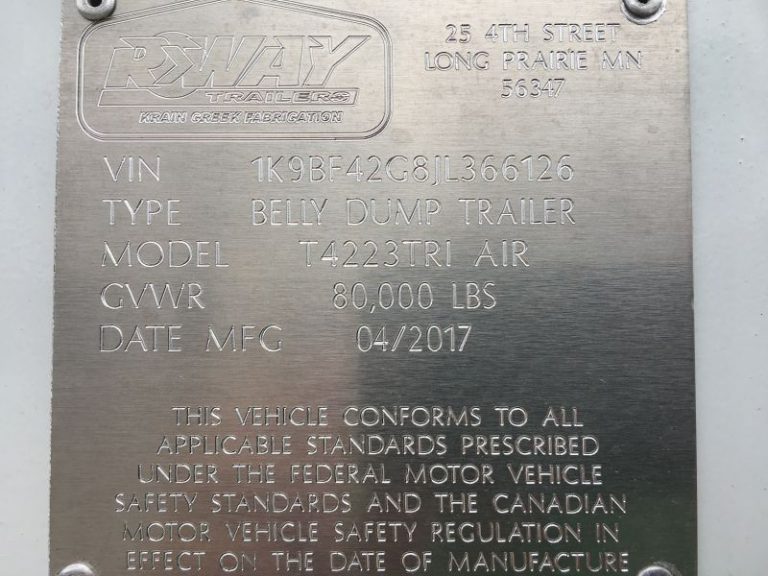 RWAY
TRAILERS
KRAIN CREEK FABRICATION
25 4TH STREET
LONG PRAIRIE MN
56347
VIN 1K9BF42G8JL366126
TYPE BELLY DUMP TRAILER
MODEL T4223TRI AIR
GVWR 80,000 LBS
DATE MFG 04/2017
THIS VEHICLE CONFORMS TO ALL
APPLICABLE STANDARDS PRESCRIBED
UNDER THE FEDERAL MOTOR VEHICLE
SAFETY STANDARDS AND THE CANADIAN
MOTOR VEHICLE SAFETY REGULATION IN
EFFECT ON THE DATE OF MANUFACTURE